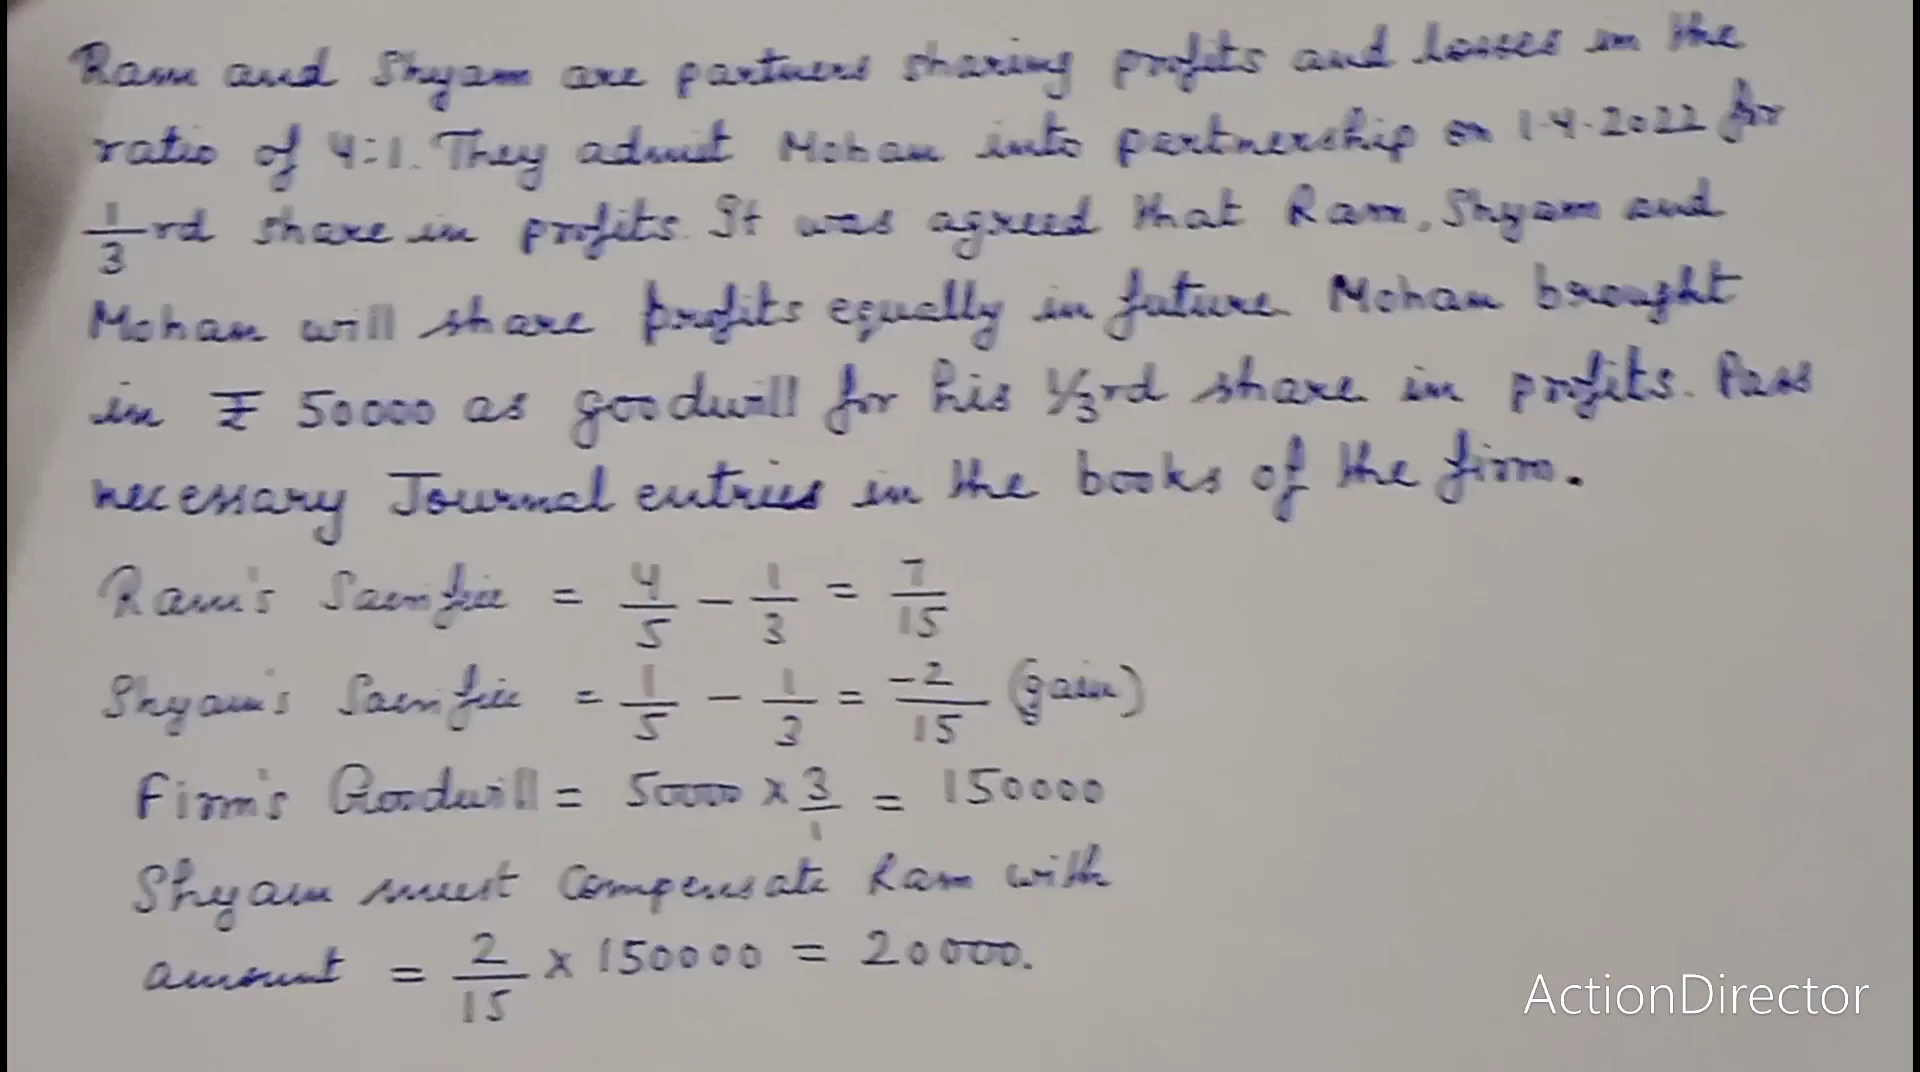 Ram and Shyam are partners sharing profits and losses in the
ratio of 4:1. They admit Mohan into partnership on 1.4.2022 for
1/3 rd share in profits. It was agreed that Ram, Shyam and
Mohan will share profits equally in future. Mohan brought
in ₹ 50000 as goodwill for his 1/3rd share in profits. Pass
necessary Journal entries in the books of the firm.
Ram's Sacrifice = 4/5 - 1/3 = 7/15
Shyam's Sacrifice = 1/5 - 1/3 = -2/15 (gain)
Firm's Goodwill = 50000 x 3/1 = 150000
Shyam must compensate Ram with
amount = 2/15 x 150000 = 20000.
ActionDirector